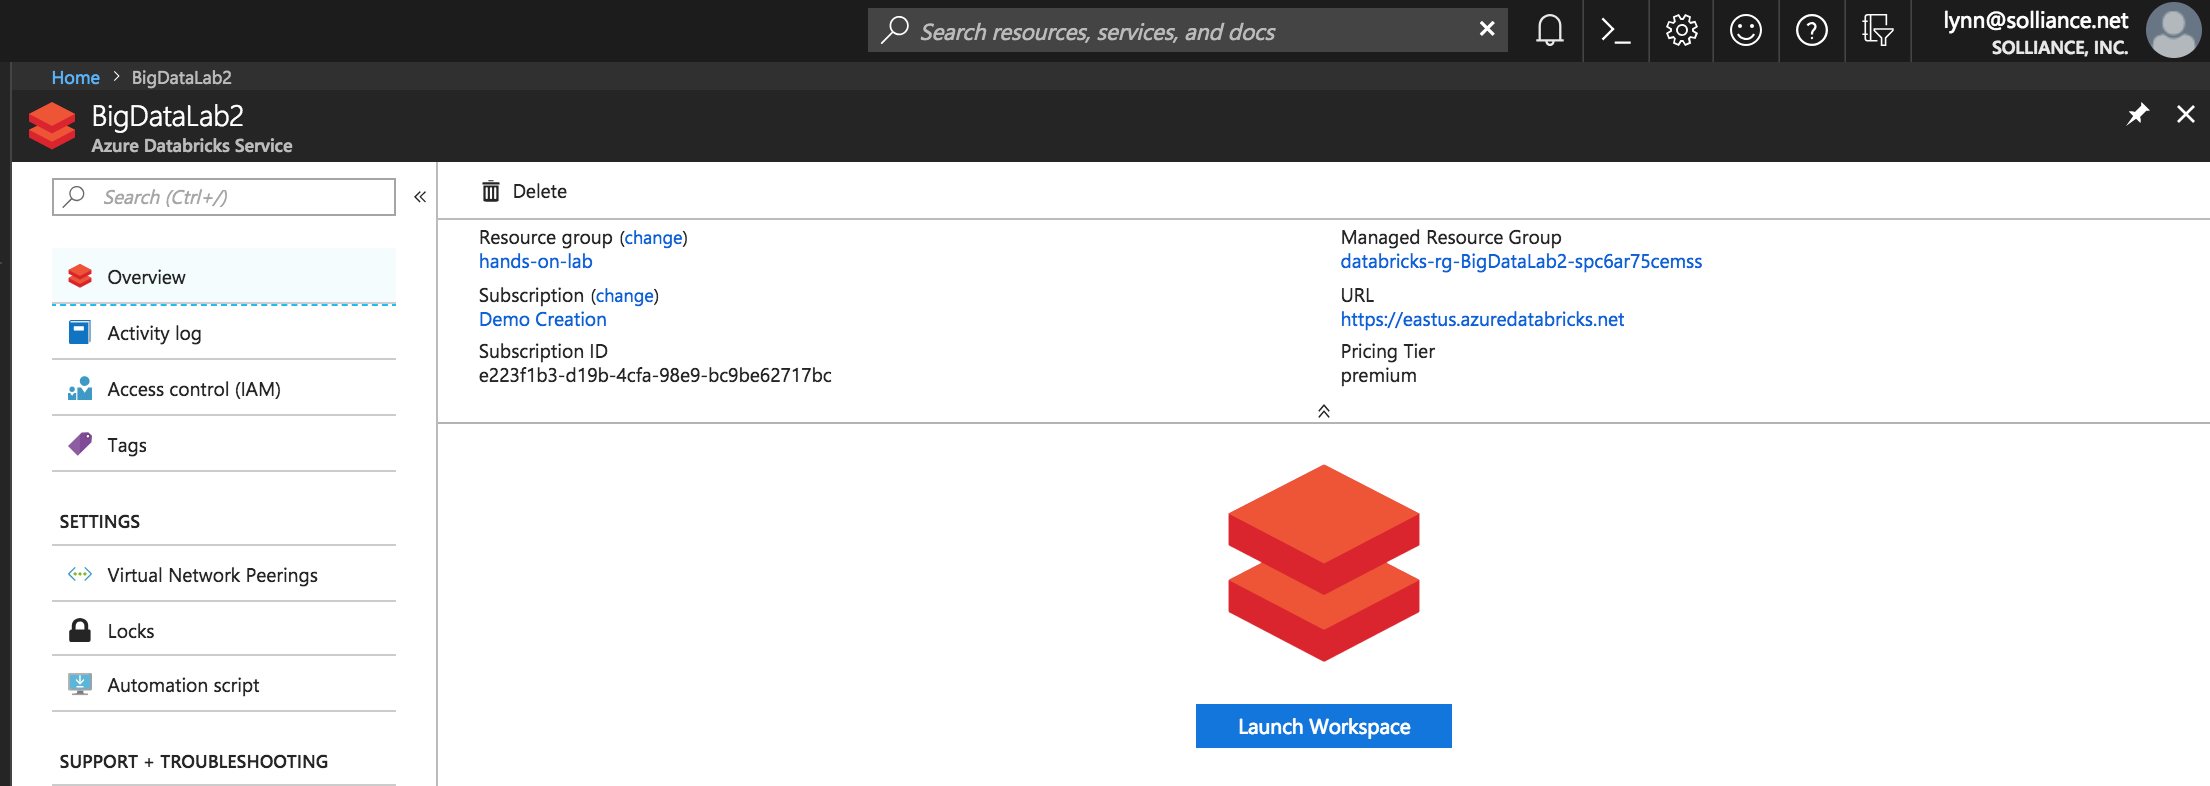 Search resources, services, and docs
lynn@solliance.net
SOLLIANCE, INC.
Home > BigDataLab2
BigDataLab2
Azure Databricks Service
Search (Ctrl+/)
Overview
Activity log
Access control (IAM)
Tags
SETTINGS
Virtual Network Peerings
Locks
Automation script
SUPPORT + TROUBLESHOOTING
Delete
Resource group (change)
hands-on-lab
Subscription (change)
Demo Creation
Subscription ID
e223f1b3-d19b-4cfa-98e9-bc9be62717bc
Managed Resource Group
databricks-rg-BigDataLab2-spc6ar75cemss
URL
https://eastus.azuredatabricks.net
Pricing Tier
premium
Launch Workspace